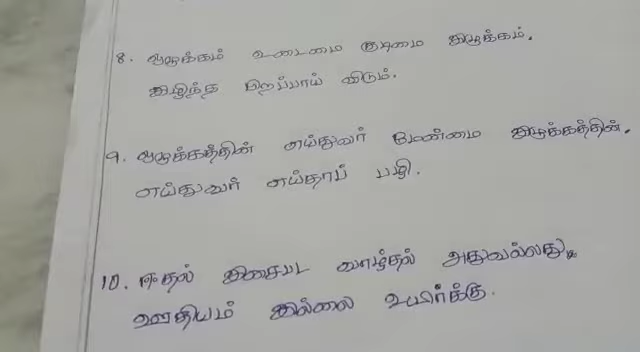 8. ஒழுக்கம் உடைமை குடிமை இழுக்கம்.
இழிந்த பிறப்பாய் விடும்.
9. ஒழுக்கத்தின் எய்துவர் மேன்மை இழுக்கத்தின்.
எய்துவர் எய்தாப் பழி.
10. ஈதல் இசைபட வாழ்தல் அதுவல்லது
ஊதியம் இல்லை உயிர்க்கு.